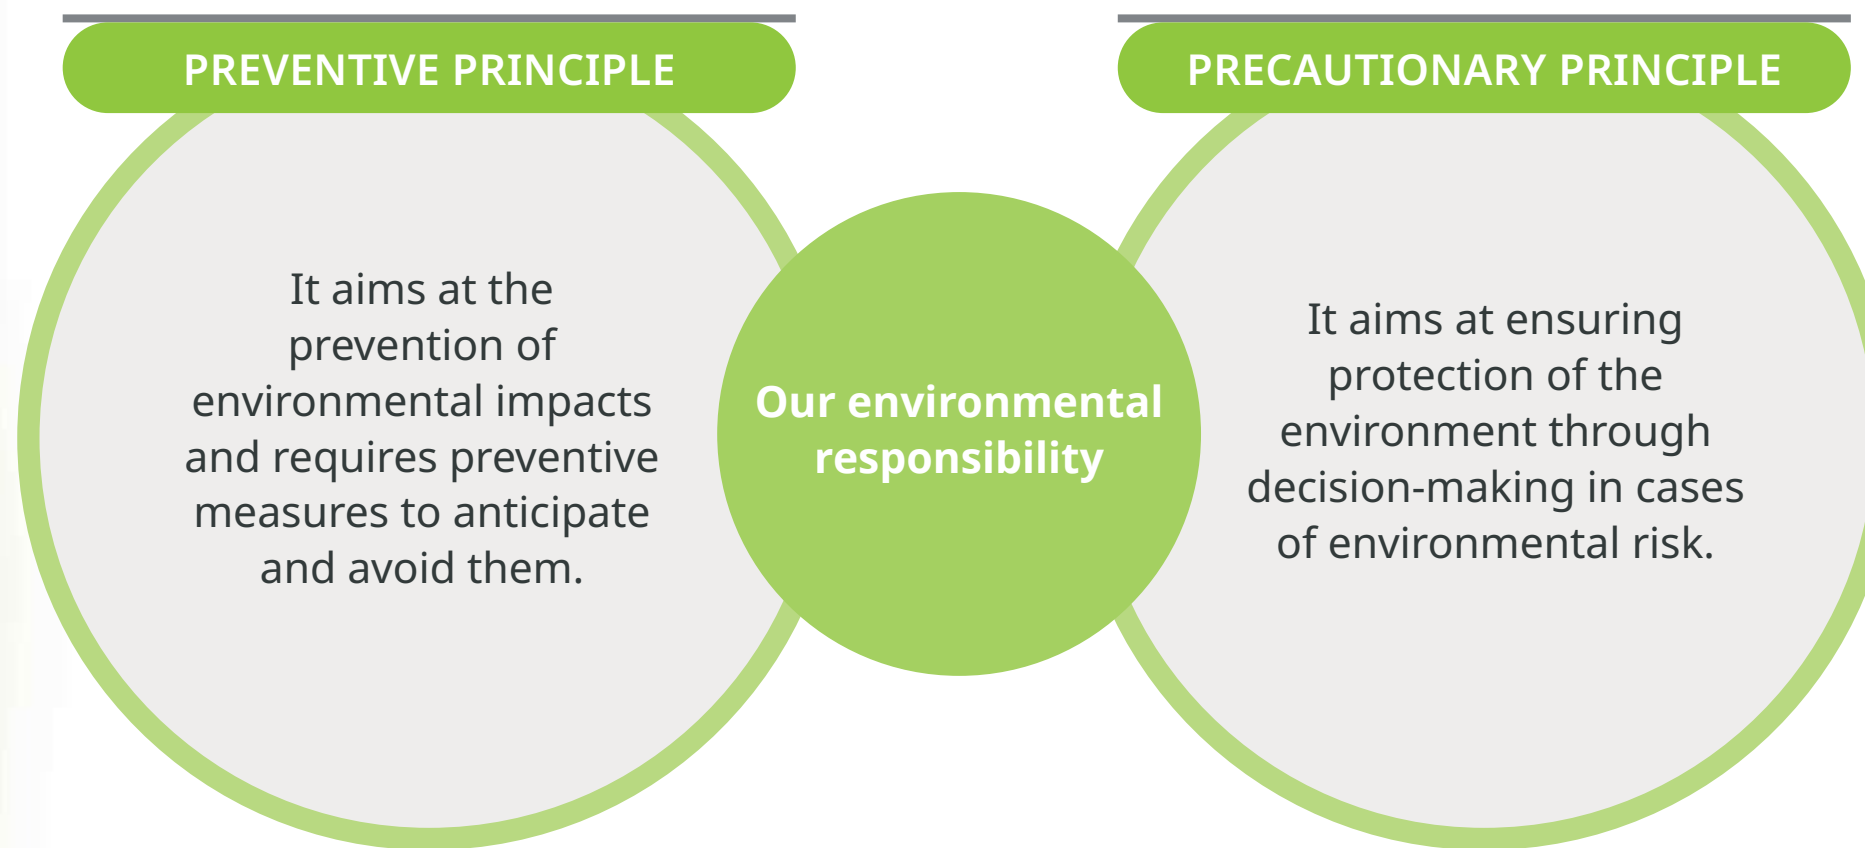 PREVENTIVE PRINCIPLE
It aims at the
prevention of
environmental impacts
and requires preventive
measures to anticipate
and avoid them.
Our environmental
responsibility
PRECAUTIONARY PRINCIPLE
It aims at ensuring
protection of the
environment through
decision-making in cases
of environmental risk.